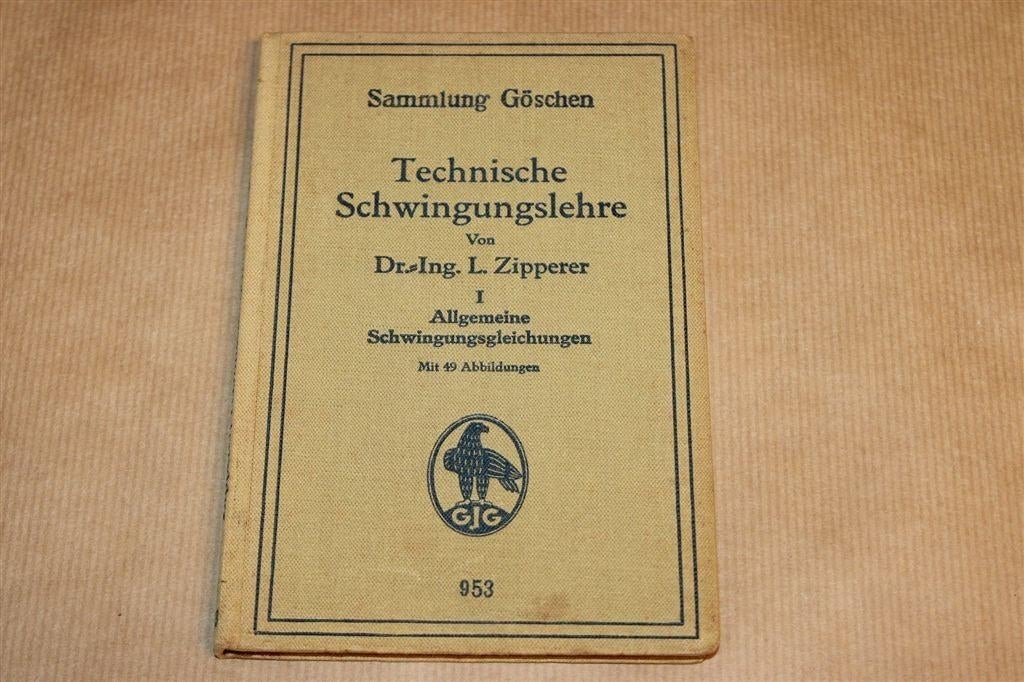 Sammlung Göschen
Technische
Schwingungslehre
Von
Dr.=Ing. L. Zipperer
I
Allgemeine
Schwingungsgleichungen
Mit 49 Abbildungen
GJG
953